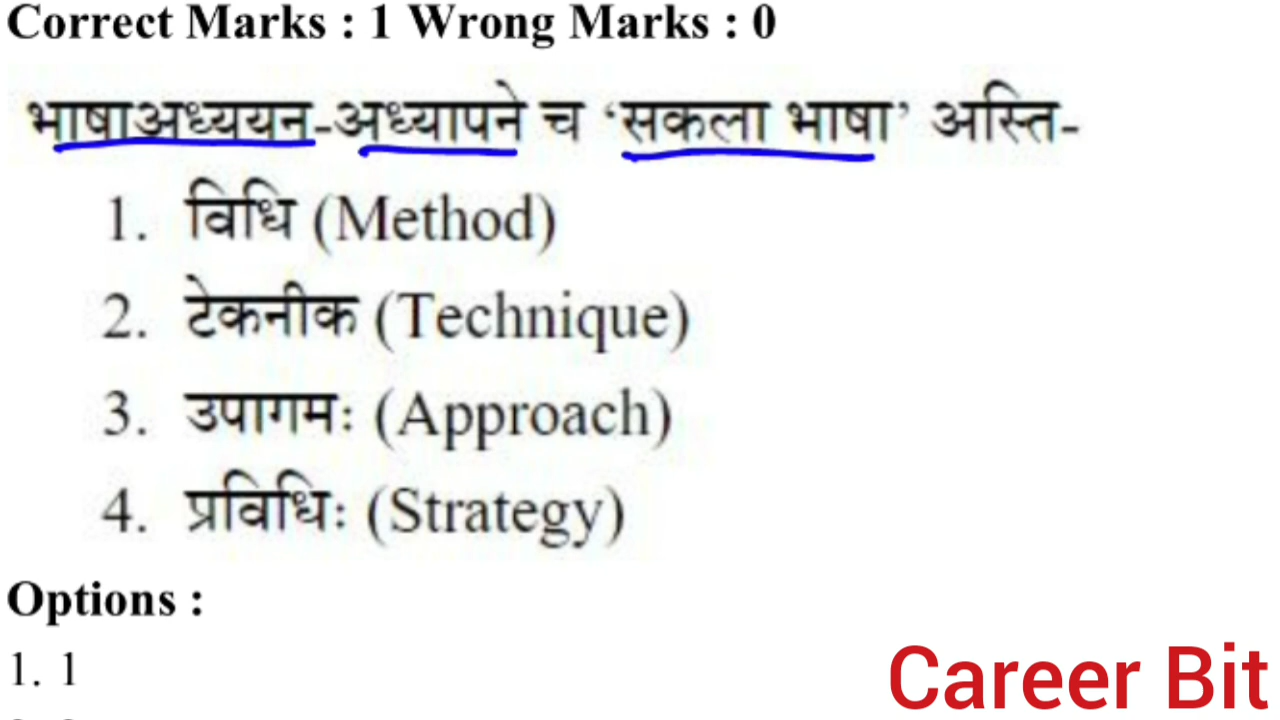 Correct Marks : 1 Wrong Marks : 0
भाषाअध्ययन-अध्यापने च ‘सकला भाषा’ अस्ति-
1. विधि (Method)
2. टेकनीक (Technique)
3. उपागमः (Approach)
4. प्रविधिः (Strategy)
Options :
1. 1
Career Bit